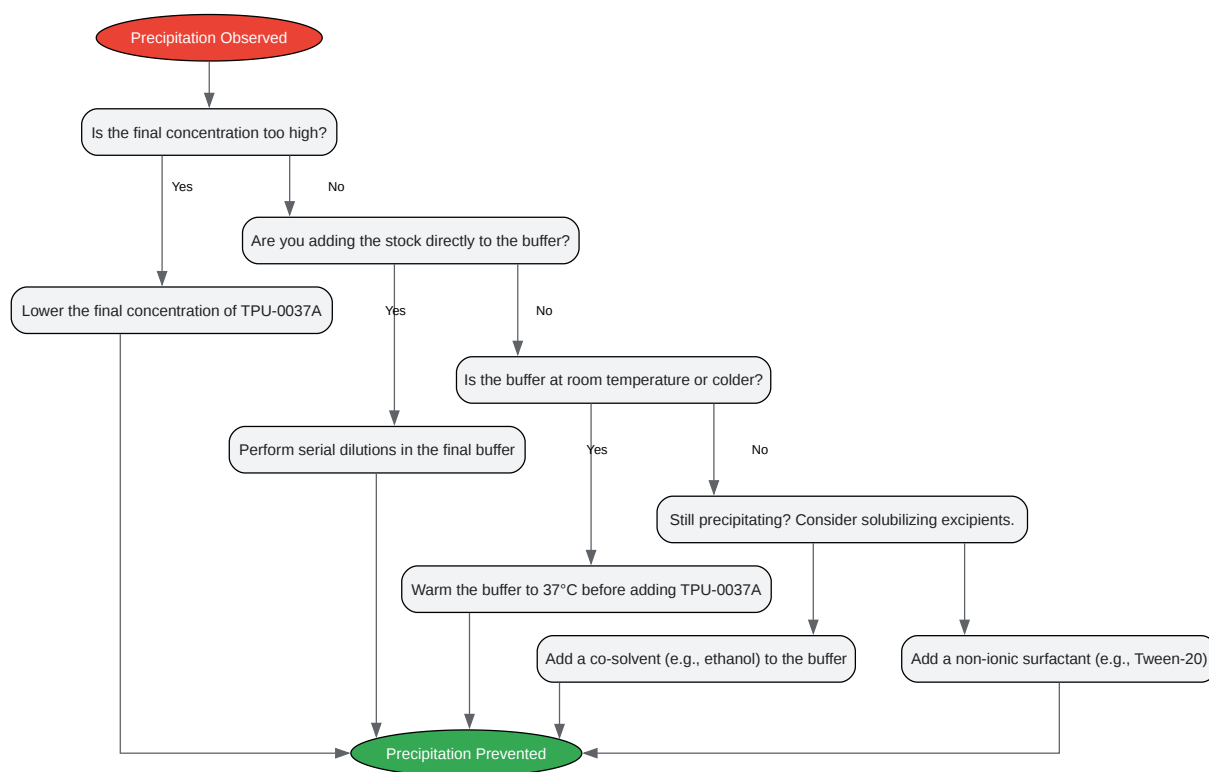 Precipitation Observed
Is the final concentration too high?
Yes
No
Are you adding the stock directly to the buffer?
Lower the final concentration of TPU-0037A
Yes
No
Is the buffer at room temperature or colder?
Perform serial dilutions in the final buffer
Yes
No
Still precipitating? Consider solubilizing excipients.
Warm the buffer to 37°C before adding TPU-0037A
Add a co-solvent (e.g., ethanol) to the buffer
Add a non-ionic surfactant (e.g., Tween-20)
Precipitation Prevented